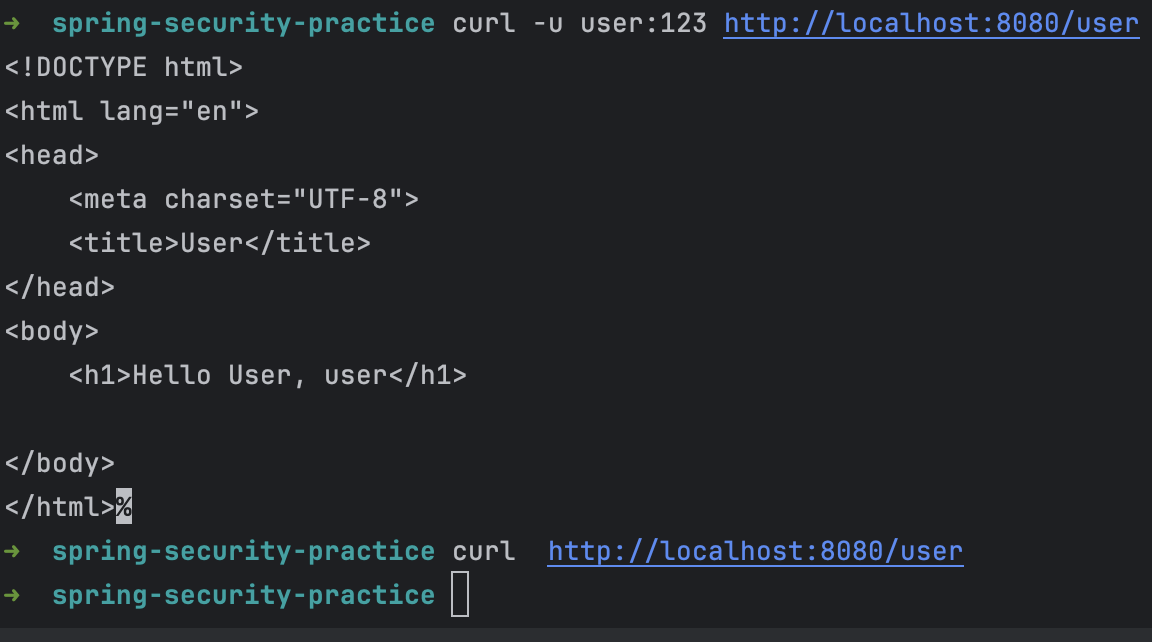 ➜  spring-security-practice curl -u user:123 http://localhost:8080/user
<!DOCTYPE html>
<html lang="en">
<head>
    <meta charset="UTF-8">
    <title>User</title>
</head>
<body>
    <h1>Hello User, user</h1>

</body>
</html>%
➜  spring-security-practice curl  http://localhost:8080/user
➜  spring-security-practice